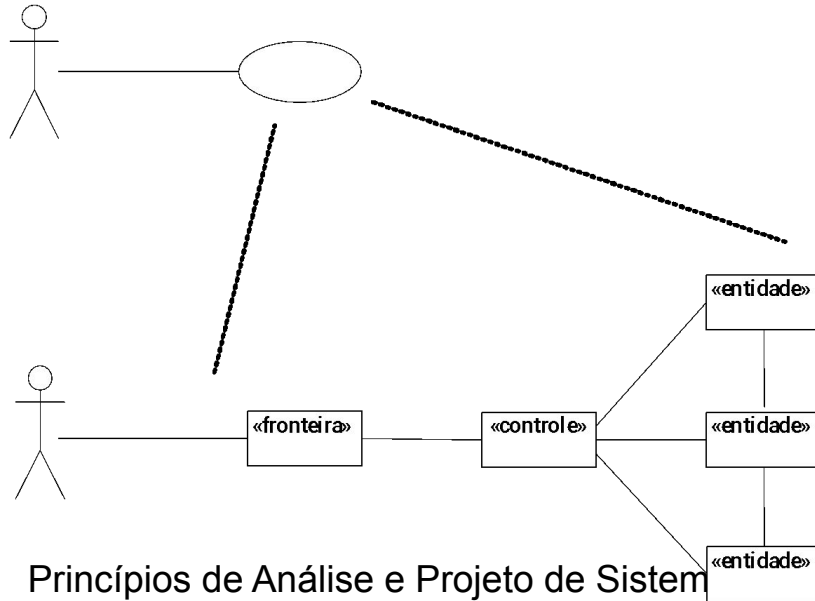 «entidade»
«fronteira»
«controle»
«entidade»
«entidade»
Princípios de Análise e Projeto de Sistem